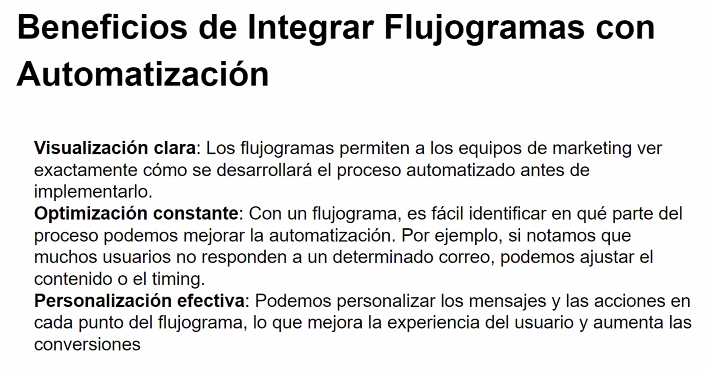 Beneficios de Integrar Flujogramas con
Automatización
Visualización clara: Los flujogramas permiten a los equipos de marketing ver
exactamente cómo se desarrollará el proceso automatizado antes de
implementarlo.
Optimización constante: Con un flujograma, es fácil identificar en qué parte del
proceso podemos mejorar la automatización. Por ejemplo, si notamos que
muchos usuarios no responden a un determinado correo, podemos ajustar el
contenido o el timing.
Personalización efectiva: Podemos personalizar los mensajes y las acciones en
cada punto del flujograma, lo que mejora la experiencia del usuario y aumenta las
conversiones